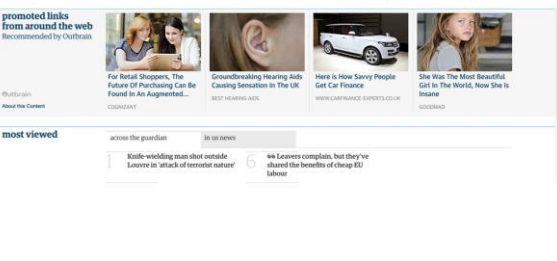 promoted links
from around the web
Recommended by Outbrain
For Retail Shoppers, The
Future Of Purchasing Can Be
Found In An Augmented...
COGNIZANT
Groundbreaking Hearing Aids
Causing Sensation In The UK
BEST HEARING AIDS
Here is How Savvy People
Get Car Finance
WWW.CARFINANCE-EXPERTS.CO.UK
She Was The Most Beautiful
Girl In The World, Now She Is
Insane
GOODMAD
Outbrain
About this Content
most viewed
across the guardian
in us news
1
Knife-wielding man shot outside
Louvre in 'attack of terrorist nature'
6
Leavers complain, but they've
shared the benefits of cheap EU
labour